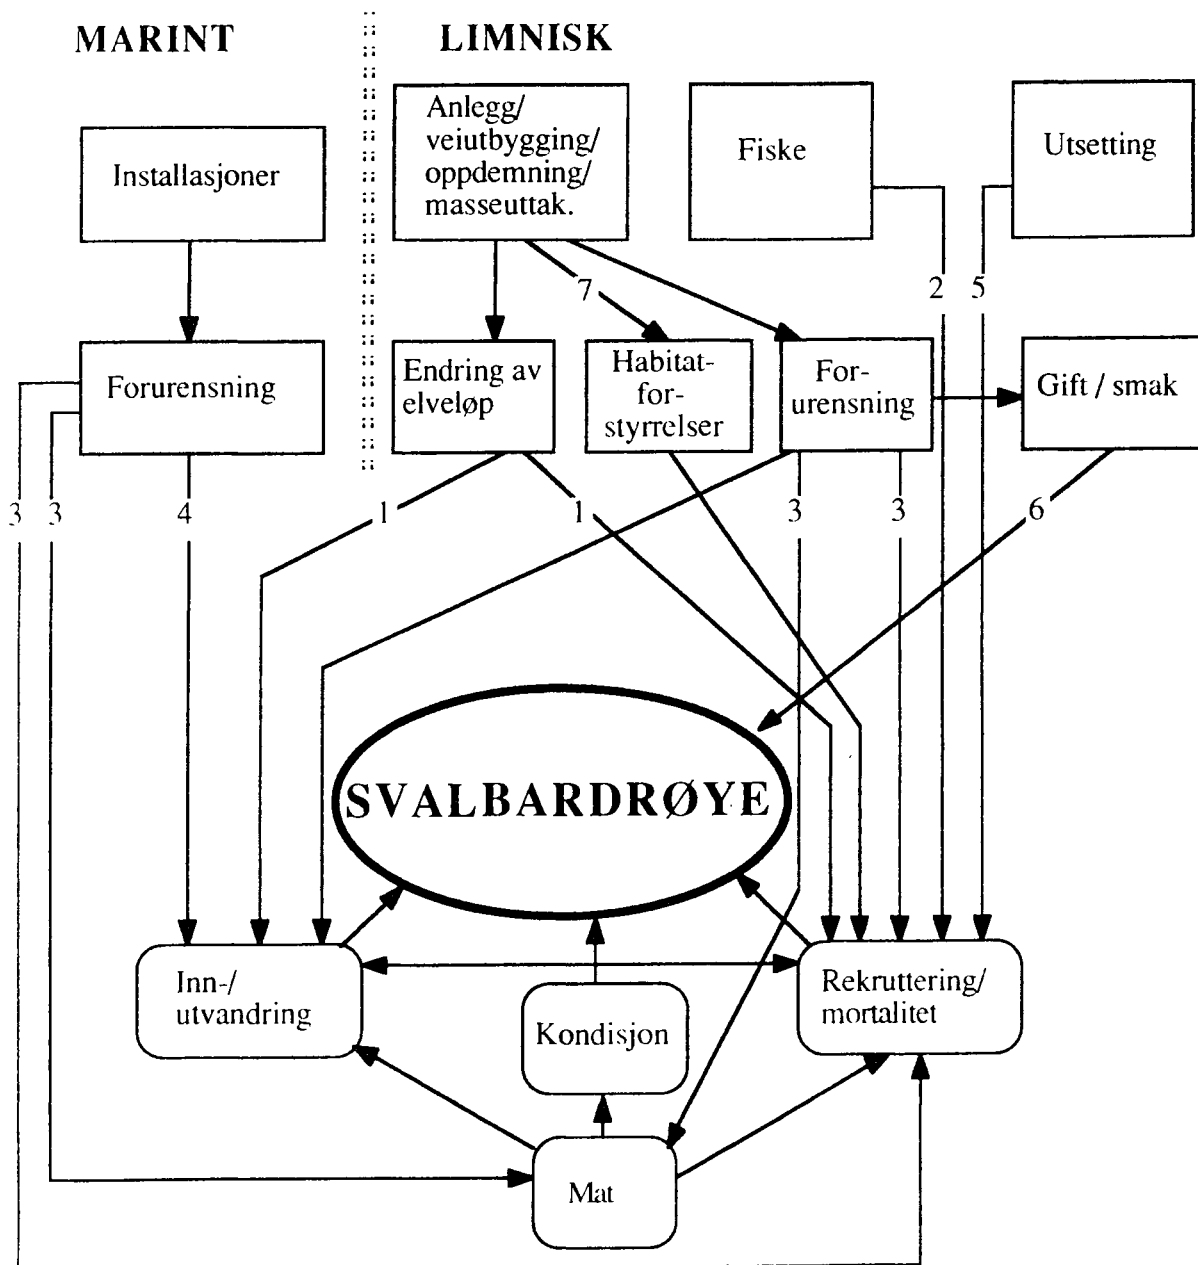 MARINT
LIMNISK
Installasjoner
Anlegg/
veiutbygging/
oppdemning/
masseuttak.
Fiske
Utsetting
7
2
5
Forurensning
Endring av
elveløp
Habitat-
for-
styrrelser
For-
urensning
Gift / smak
3
3
4
1
1
3
3
6
SVALBARDRØYE
Inn-/
utvandring
Kondisjon
Rekruttering/
mortalitet
Mat